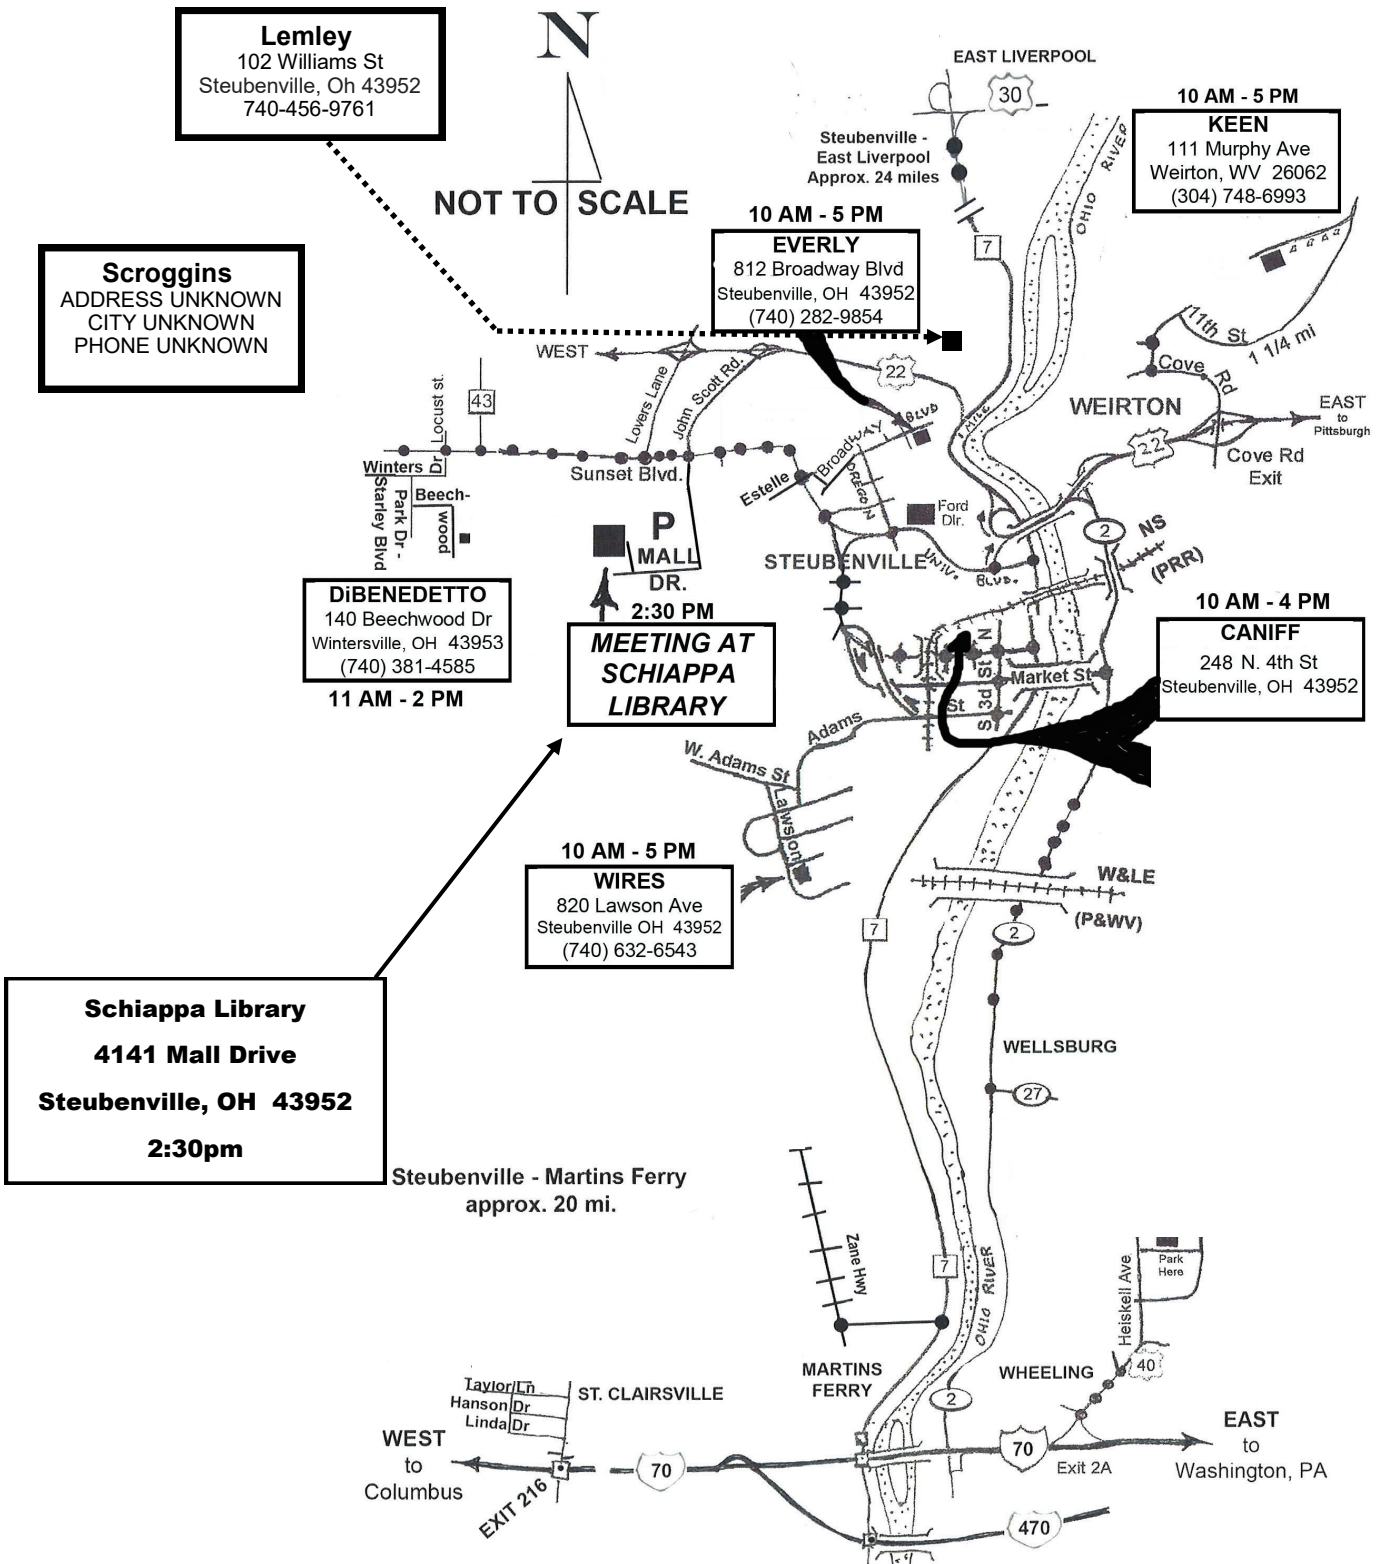 Lemley
102 Williams St
Steubenville, Oh 43952
740-456-9761
N
NOT TO SCALE
EAST LIVERPOOL
30
Steubenville -
East Liverpool
Approx. 24 miles
7
OHIO RIVER
10 AM - 5 PM
KEEN
111 Murphy Ave
Weirton, WV 26062
(304) 748-6993
10 AM - 5 PM
EVERLY
812 Broadway Blvd
Steubenville, OH 43952
(740) 282-9854
Scroggins
ADDRESS UNKNOWN
CITY UNKNOWN
PHONE UNKNOWN
WEST
22
11th St
1 1/4 mi
Cove Rd
WEIRTON
EAST
to
Pittsburgh
22
Cove Rd
Exit
1 MILE
43
Locust st.
Lovers Lane
John Scott Rd.
Sunset Blvd.
Winters Dr
Starley Blvd
Park Dr -
Beech-
wood
Estelle
Broadway BLVD
OREGON
Ford
Dlr.
P
MALL
DR.
STEUBENVILLE
UNIV. BLVD.
2
NS
(PRR)
DiBENEDETTO
140 Beechwood Dr
Wintersville, OH 43953
(740) 381-4585
11 AM - 2 PM
2:30 PM
MEETING AT
SCHIAPPA
LIBRARY
10 AM - 4 PM
CANIFF
248 N. 4th St
Steubenville, OH 43952
S 3d St N
Market St
Adams St
W. Adams St
Lawson
10 AM - 5 PM
WIRES
820 Lawson Ave
Steubenville OH 43952
(740) 632-6543
W&LE
(P&WV)
7
2
Schiappa Library
4141 Mall Drive
Steubenville, OH 43952
2:30pm
WELLSBURG
27
Steubenville - Martins Ferry
approx. 20 mi.
Zane Hwy
7
OHIO RIVER
Heiskell Ave
Park
Here
MARTINS
FERRY
WHEELING
40
2
Taylor Ln
Hanson Dr
Linda Dr
ST. CLAIRSVILLE
WEST
to
Columbus
EXIT 216
70
70
Exit 2A
EAST
to
Washington, PA
470